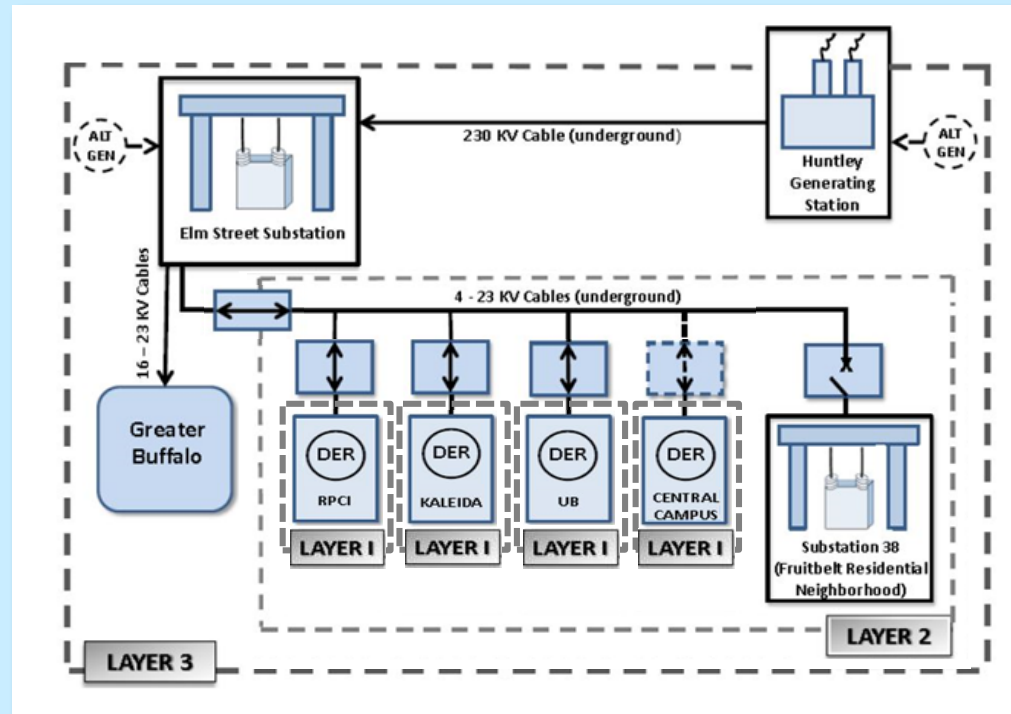 ALT
GEN
Elm Street Substation
230 KV Cable (underground)
Huntley
Generating
Station
ALT
GEN
16 – 23 KV Cables
4 - 23 KV Cables (underground)
Greater
Buffalo
DER
RPCI
LAYER I
DER
KALEIDA
LAYER I
DER
UB
LAYER I
DER
CENTRAL
CAMPUS
LAYER I
Substation 38
(Fruitbelt Residential
Neighborhood)
LAYER 2
LAYER 3